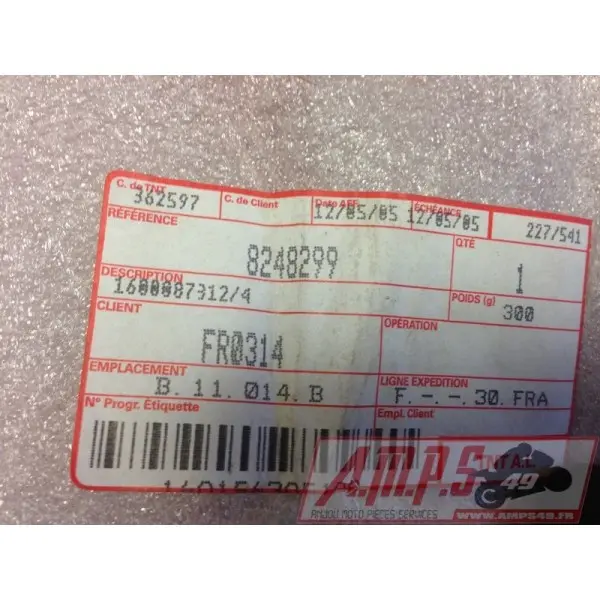 C. de TNT
362597
C. de Client
Date AFF.
12/05/05
ÉCHÉANCE
12/05/05
227/541
RÉFÉRENCE
8248299
QTÉ
1
DESCRIPTION
POIDS (g)
300
CLIENT
FR0314
OPÉRATION
EMPLACEMENT
B. 11. 014. B
LIGNE EXPEDITION
F. -. -. 30. FRA
N° Progr. Étiquette
Empl. Client
A.M.P.S
49
ANJOU MOTO PIECES SERVICES
WWW.AMPS49.FR